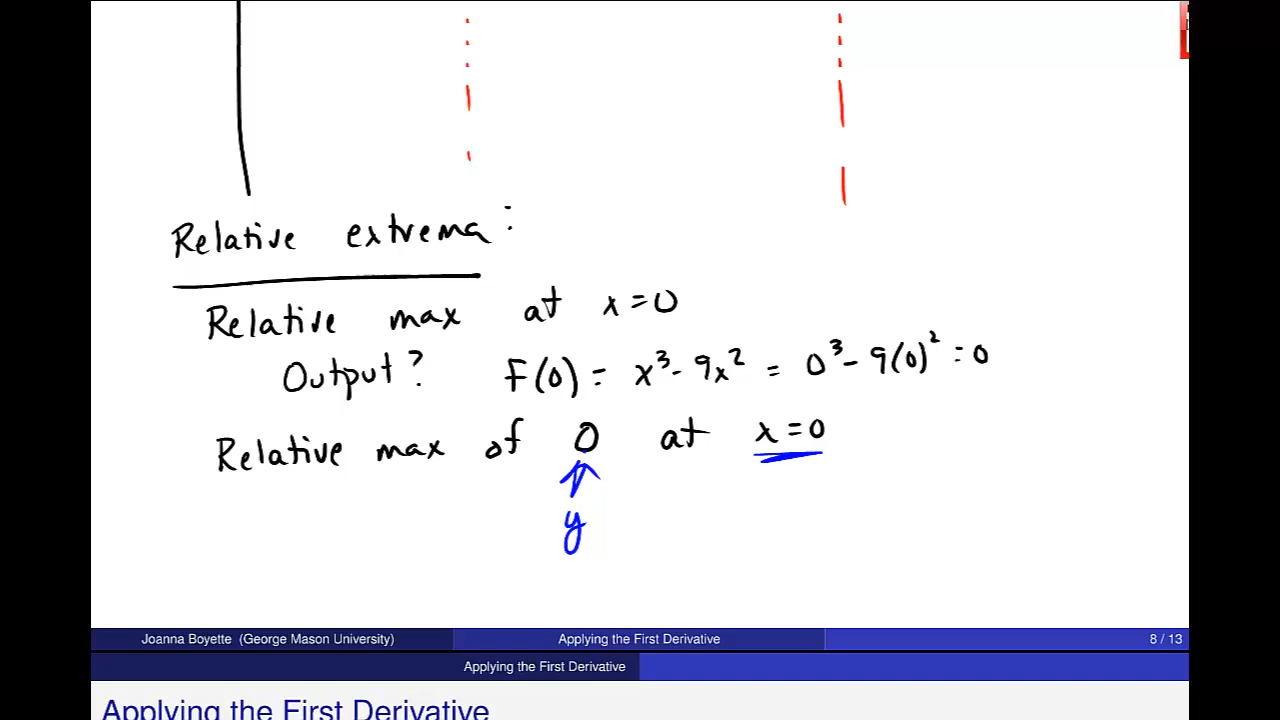 Relative extrema:
Relative max at x=0
Output? F(0) = x³- 9x² = 0³- 9(0)² = 0
Relative max of 0 at x=0
y
Joanna Boyette (George Mason University) Applying the First Derivative 8 / 13
Applying the First Derivative
Applying the First Derivative